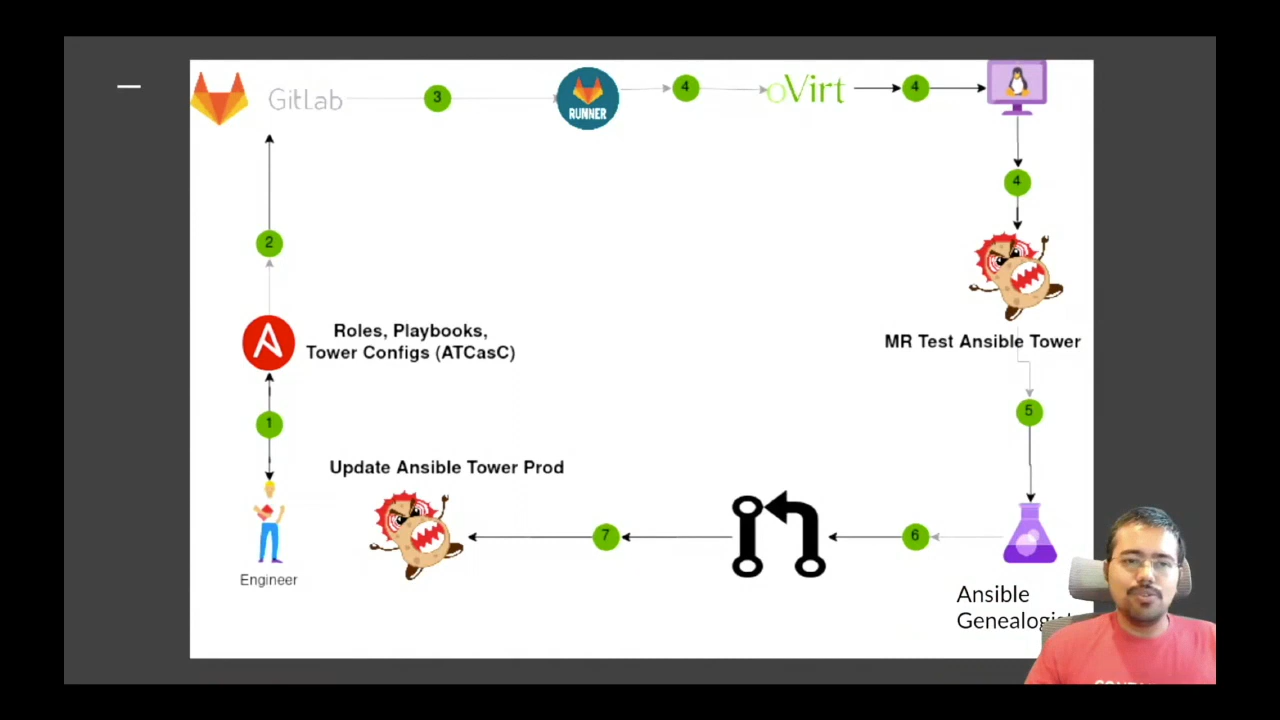 GitLab
3
RUNNER
4
oVirt
4
4
2
Roles, Playbooks,
Tower Configs (ATCasC)
MR Test Ansible Tower
1
5
Update Ansible Tower Prod
7
6
Engineer
Ansible